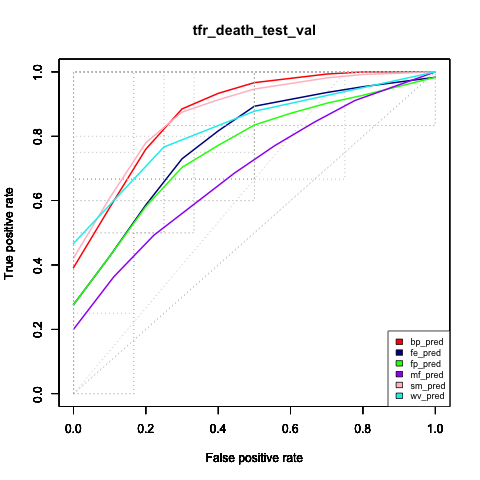 tfr_death_test_val
True positive rate
1.0
0.8
0.6
0.4
0.2
0.0
0.0 0.2 0.4 0.6 0.8 1.0
False positive rate
bp_pred
fe_pred
fp_pred
mf_pred
sm_pred
wv_pred